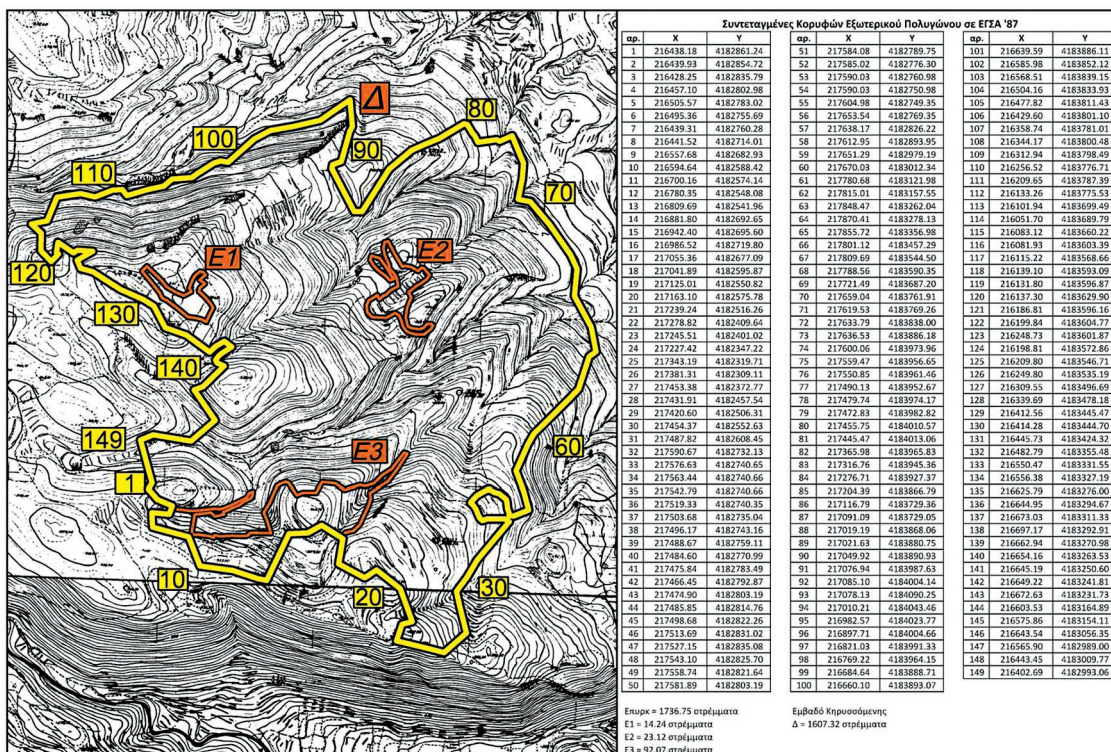 Δ
80
100
90
110
70
E1
E2
120
130
140
149
E3
60
1
10
20
30
Συντεταγμένες Κορυφών Εξωτερικού Πολυγώνου σε ΕΓΣΑ '87
αρ. X Y αρ. X Y αρ. X Y
1 216438.18 4182861.24 51 217584.08 4182789.75 101 216639.59 4183886.11
2 216439.93 4182854.72 52 217585.02 4182776.30 102 216585.98 4183852.12
3 216428.25 4182835.79 53 217590.03 4182760.98 103 216568.51 4183839.15
4 216457.10 4182802.98 54 217590.03 4182750.98 104 216504.16 4183933.98
5 216505.57 4182783.02 55 217604.98 4182749.35 105 216477.82 4183811.43
6 216495.36 4182755.69 56 217653.54 4182769.35 106 216429.60 4183801.10
7 216439.31 4182760.28 57 217638.17 4182826.22 107 216358.74 4183781.01
8 216441.52 4182714.01 58 217612.95 4182893.95 108 216344.17 4183800.48
9 216557.68 4182682.93 59 217651.29 4182979.19 109 216312.94 4183798.49
10 216594.64 4182588.42 60 217670.03 4183012.34 110 216256.52 4183776.71
11 216700.16 4182574.14 61 217780.68 4183121.98 111 216209.65 4183787.39
12 216780.35 4182548.08 62 217815.01 4183157.55 112 216133.26 4183775.53
13 216809.69 4182541.96 63 217848.47 4183262.04 113 216101.94 4183699.49
14 216881.80 4182692.65 64 217870.41 4183278.13 114 216051.70 4183689.79
15 216942.40 4182695.60 65 217855.72 4183356.98 115 216083.12 4183660.22
16 216986.52 4182719.80 66 217801.12 4183457.29 116 216081.93 4183603.39
17 217055.36 4182677.09 67 217809.69 4183544.50 117 216115.22 4183568.66
18 217041.89 4182595.87 68 217788.56 4183590.35 118 216139.10 4183593.09
19 217125.01 4182550.82 69 217721.49 4183687.20 119 216131.80 4183596.87
20 217163.10 4182575.78 70 217659.04 4183761.91 120 216137.30 4183629.90
21 217239.24 4182516.26 71 217619.53 4183769.26 121 216186.81 4183596.16
22 217278.82 4182409.64 72 217633.79 4183838.00 122 216199.84 4183604.77
23 217245.51 4182401.02 73 217636.53 4183886.18 123 216248.73 4183601.87
24 217227.42 4182347.22 74 217600.06 4183973.96 124 216198.81 4183572.86
25 217343.19 4182319.71 75 217559.47 4183956.65 125 216209.80 4183546.71
26 217381.31 4182309.11 76 217550.85 4183961.46 126 216249.80 4183535.19
27 217453.38 4182372.77 77 217490.13 4183952.67 127 216309.55 4183496.69
28 217431.91 4182457.54 78 217479.74 4183974.17 128 216339.69 4183478.18
29 217420.60 4182506.31 79 217472.83 4183982.82 129 216412.56 4183445.47
30 217454.37 4182552.63 80 217455.75 4184010.57 130 216414.28 4183444.70
31 217487.82 4182608.45 81 217445.47 4184013.06 131 216445.73 4183424.32
32 217590.67 4182732.13 82 217365.98 4183965.83 132 216482.79 4183355.48
33 217576.63 4182740.65 83 217316.76 4183945.36 133 216550.47 4183331.55
34 217563.44 4182740.66 84 217276.71 4183927.37 134 216556.38 4183327.19
35 217542.79 4182740.66 85 217204.39 4183866.79 135 216625.79 4183276.00
36 217519.33 4182740.35 86 217116.79 4183729.36 136 216644.95 4183294.67
37 217503.68 4182735.04 87 217091.09 4183729.05 137 216673.03 4183311.33
38 217496.17 4182743.16 88 217019.19 4183868.06 138 216697.17 4183292.91
39 217488.67 4182759.11 89 217021.63 4183880.75 139 216662.94 4183270.98
40 217484.60 4182770.99 90 217049.92 4183890.93 140 216654.16 4183263.53
41 217475.84 4182783.49 91 217076.94 4183987.63 141 216645.19 4183250.60
42 217466.45 4182792.87 92 217085.10 4184004.14 142 216649.22 4183241.81
43 217474.90 4182803.19 93 217078.13 4184090.25 143 216672.63 4183231.73
44 217485.85 4182814.76 94 217010.21 4184043.46 144 216603.53 4183164.89
45 217498.68 4182822.26 95 216982.57 4184023.77 145 216575.86 4183154.11
46 217513.69 4182831.02 96 216897.71 4184004.66 146 216643.54 4183056.35
47 217527.15 4182835.08 97 216821.03 4183991.33 147 216565.90 4182989.00
48 217543.10 4182825.70 98 216769.22 4183964.15 148 216443.45 4183009.77
49 217558.74 4182821.64 99 216684.64 4183888.71 149 216402.69 4182993.06
50 217581.89 4182803.19 100 216660.10 4183893.07
Επυρκ = 1736.75 στρέμματα Εμβαδό Κηρυσσόμενης
E1 = 14.24 στρέμματα Δ = 1607.32 στρέμματα
E2 = 23.12 στρέμματα
E3 = 92.07 στρέμματα